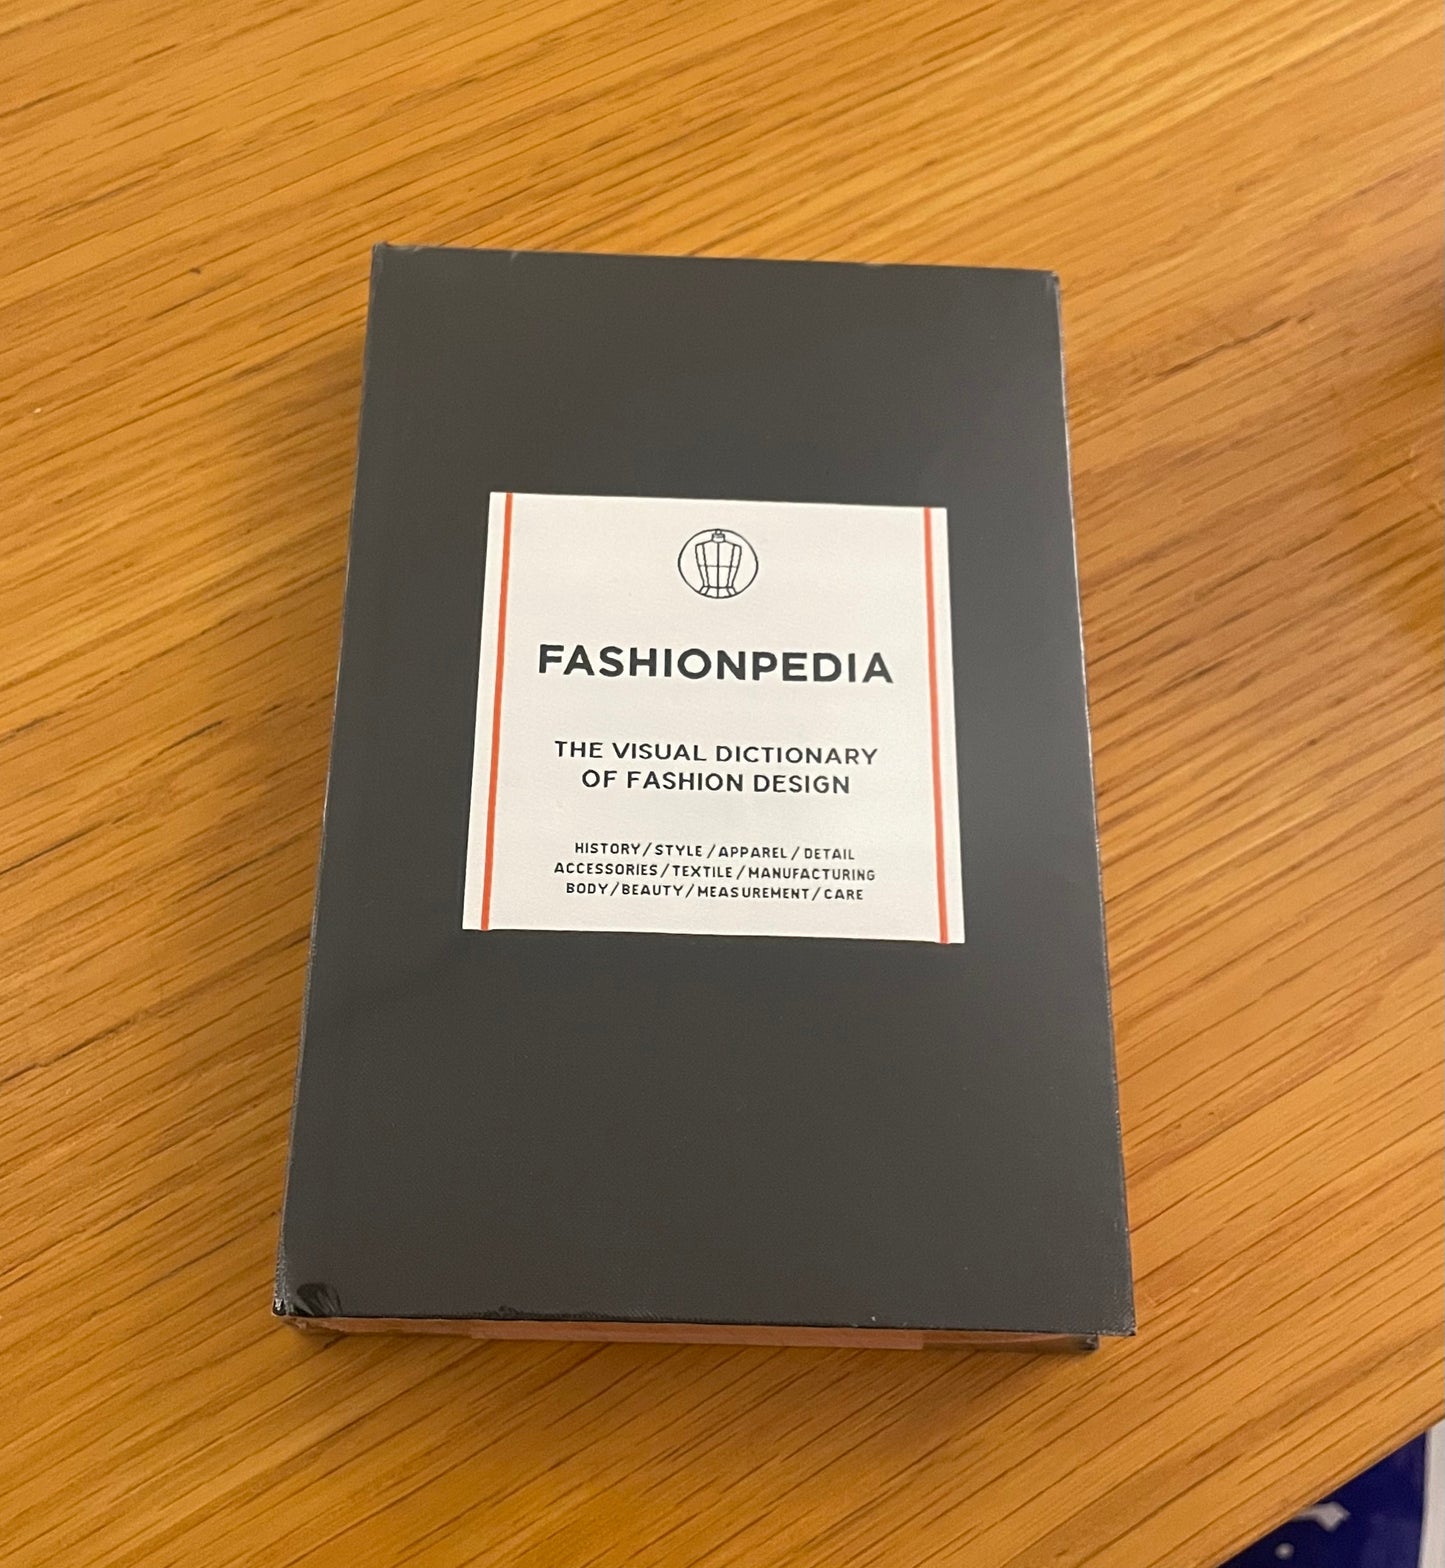 FASHIONPEDIA
THE VISUAL DICTIONARY
OF FASHION DESIGN
HISTORY/STYLE/APPAREL/DETAIL
ACCESSORIES/TEXTILE/MANUFACTURING
BODY/BEAUTY/MEASUREMENT/CARE